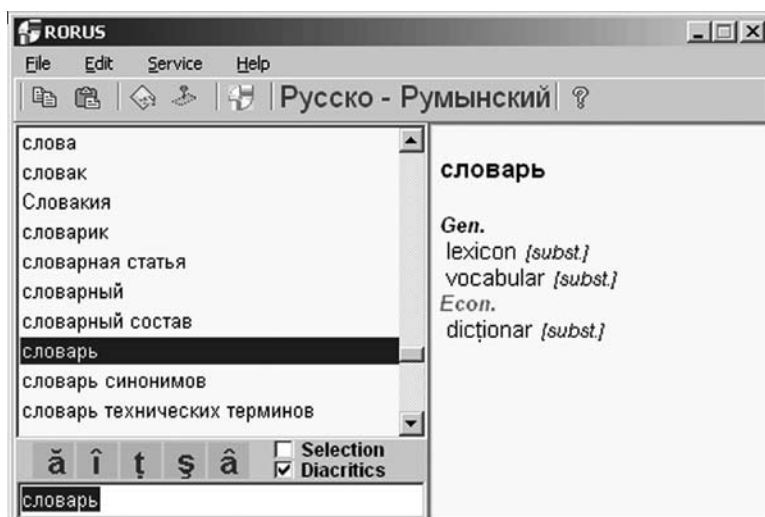 RORUS
File Edit Service Help
Русско - Румынский
слова
словак
Словакия
словарик
словарная статья
словарный
словарный состав
словарь
словарь синонимов
словарь технических терминов
ă î ţ ş â
Selection
Diacritics
словарь
словарь
Gen.
lexicon [subst.]
vocabular [subst.]
Econ.
dicţionar [subst.]